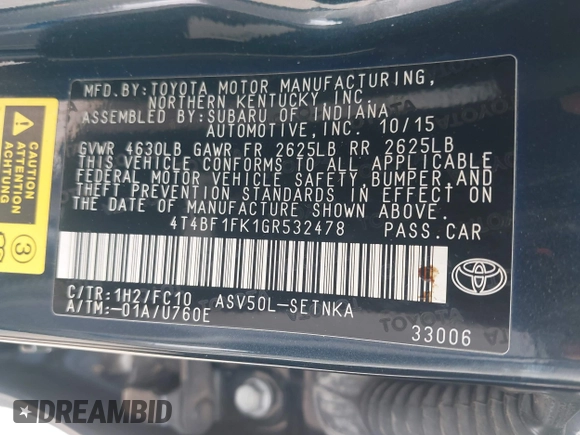 MFD.BY:TOYOTA MOTOR MANUFACTURING,
NORTHERN KENTUCKY,INC.
ASSEMBLED BY:SUBARU OF INDIANA
AUTOMOTIVE,INC. 10/15
GVWR 4630LB GAWR FR 2625LB RR 2625LB
THIS VEHICLE CONFORMS TO ALL APPLICABLE
FEDERAL MOTOR VEHICLE SAFETY,BUMPER,AND
THEFT PREVENTION STANDARDS IN EFFECT ON
THE DATE OF MANUFACTURE SHOWN ABOVE.
4T4BF1FK1GR532478 PASS.CAR
3
C/TR:1H2/FC10 ASV50L-SETNKA
A/TM:-01A/U760E
33006
DREAMBID